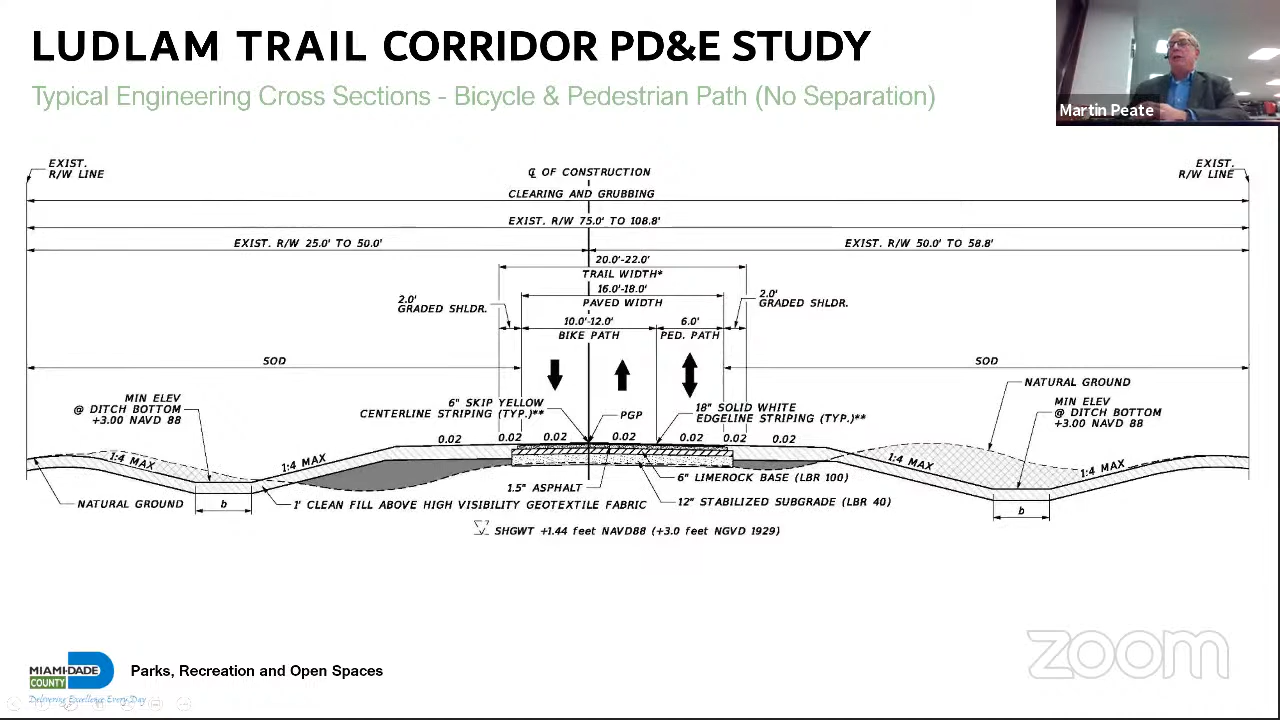 LUDLAM TRAIL CORRIDOR PD&E STUDY
Typical Engineering Cross Sections - Bicycle & Pedestrian Path (No Separation)
Martin Peate
EXIST.
R/W LINE
℄ OF CONSTRUCTION
EXIST.
R/W LINE
CLEARING AND GRUBBING
EXIST. R/W 75.0' TO 108.8'
EXIST. R/W 25.0' TO 50.0'
EXIST. R/W 50.0' TO 58.8'
20.0'-22.0'
TRAIL WIDTH*
16.0'-18.0'
PAVED WIDTH
2.0'
GRADED SHLDR.
2.0'
GRADED SHLDR.
10.0'-12.0'
BIKE PATH
6.0'
PED. PATH
SOD
SOD
NATURAL GROUND
MIN ELEV
@ DITCH BOTTOM
+3.00 NAVD 88
6" SKIP YELLOW
CENTERLINE STRIPING (TYP.)**
PGP
18" SOLID WHITE
EDGELINE STRIPING (TYP.)**
MIN ELEV
@ DITCH BOTTOM
+3.00 NAVD 88
0.02
0.02
0.02
0.02
0.02
0.02
0.02
1:4 MAX
1:4 MAX
1:4 MAX
1:4 MAX
NATURAL GROUND
b
1' CLEAN FILL ABOVE HIGH VISIBILITY GEOTEXTILE FABRIC
1.5" ASPHALT
6" LIMEROCK BASE (LBR 100)
12" STABILIZED SUBGRADE (LBR 40)
b
SHGWT +1.44 feet NAVD88 (+3.0 feet NGVD 1929)
MIAMI-DADE
COUNTY
Delivering Excellence Every Day
Parks, Recreation and Open Spaces
zoom